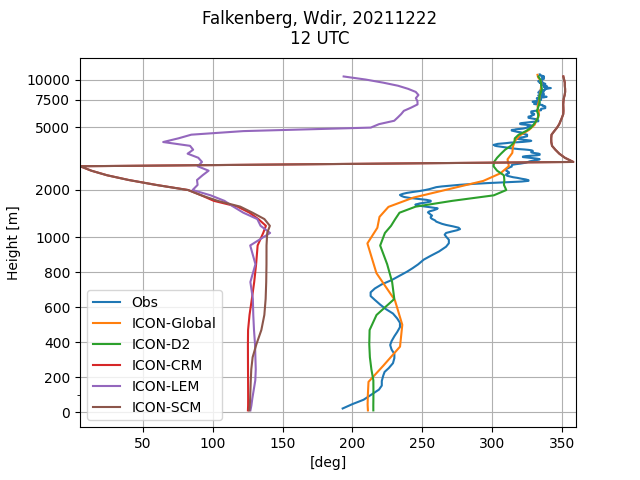 Falkenberg, Wdir, 20211222
12 UTC
10000
7500
5000
2000
1000
800
600
400
200
0
Height [m]
Obs
ICON-Global
ICON-D2
ICON-CRM
ICON-LEM
ICON-SCM
50
100
150
200
250
300
350
[deg]